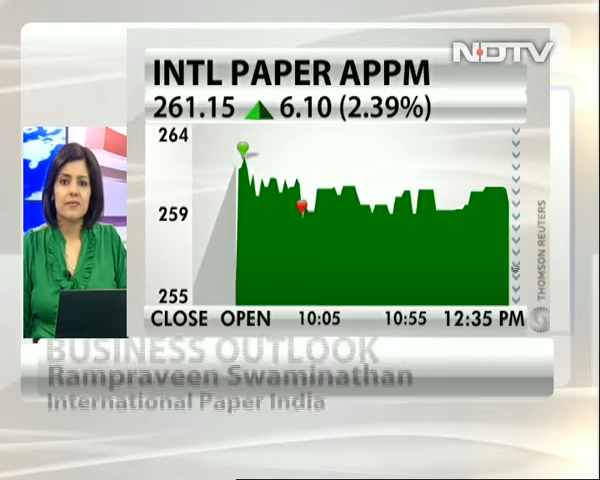 NDTV
INTL PAPER APPM
261.15 6.10 (2.39%)
264
259
255
CLOSE OPEN 10:05 10:55 12:35 PM
THOMSON REUTERS
BUSINESS OUTLOOK
Rampraveen Swaminathan
International Paper India